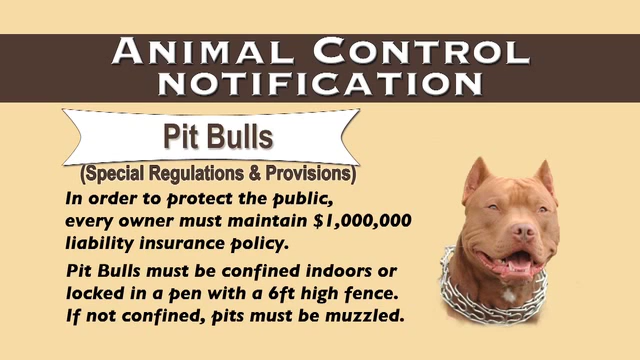 ANIMAL CONTROL
NOTIFICATION
Pit Bulls
(Special Regulations & Provisions)
In order to protect the public,
every owner must maintain $1,000,000
liability insurance policy.
Pit Bulls must be confined indoors or
locked in a pen with a 6ft high fence.
If not confined, pits must be muzzled.